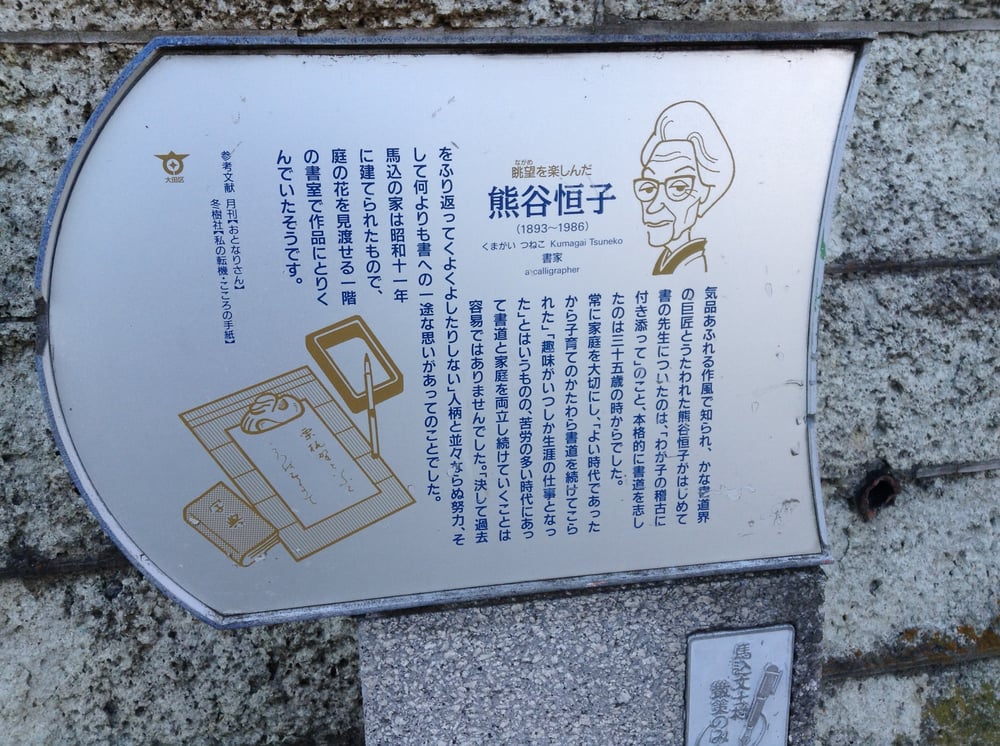 眺望を楽しんだ
ながめ
熊谷恒子
(1893〜1986)
くまがい つねこ Kumagai Tsuneko
書家
a calligrapher
気品あふれる作風で知られ、かな書道界
の巨匠とうたわれた熊谷恒子がはじめて
書の先生についたのは、「わが子の稽古に
付き添って」のこと、本格的に書道を志し
たのは三十五歳の時からでした。
常に家庭を大切にし、「よい時代であった
から子育てのかたわら書道を続けてこら
れた」「趣味がいつしか生涯の仕事となっ
た」とはいうものの、苦労の多い時代にあっ
て書道と家庭を両立し続けていくことは
容易ではありませんでした。「決して過去
をふり返ってくよくよしたりしない」人柄と並々ならぬ努力、そ
して何よりも書への一途な思いがあってのことでした。
馬込の家は昭和十一年
に建てられたもので、
庭の花を見渡せる一階
の書室で作品にとりく
んでいたそうです。
参考文献 月刊【おとなりさん】
冬樹社【私の転機・こころの手紙】
大田区
字典
馬込文士村
散策のみ